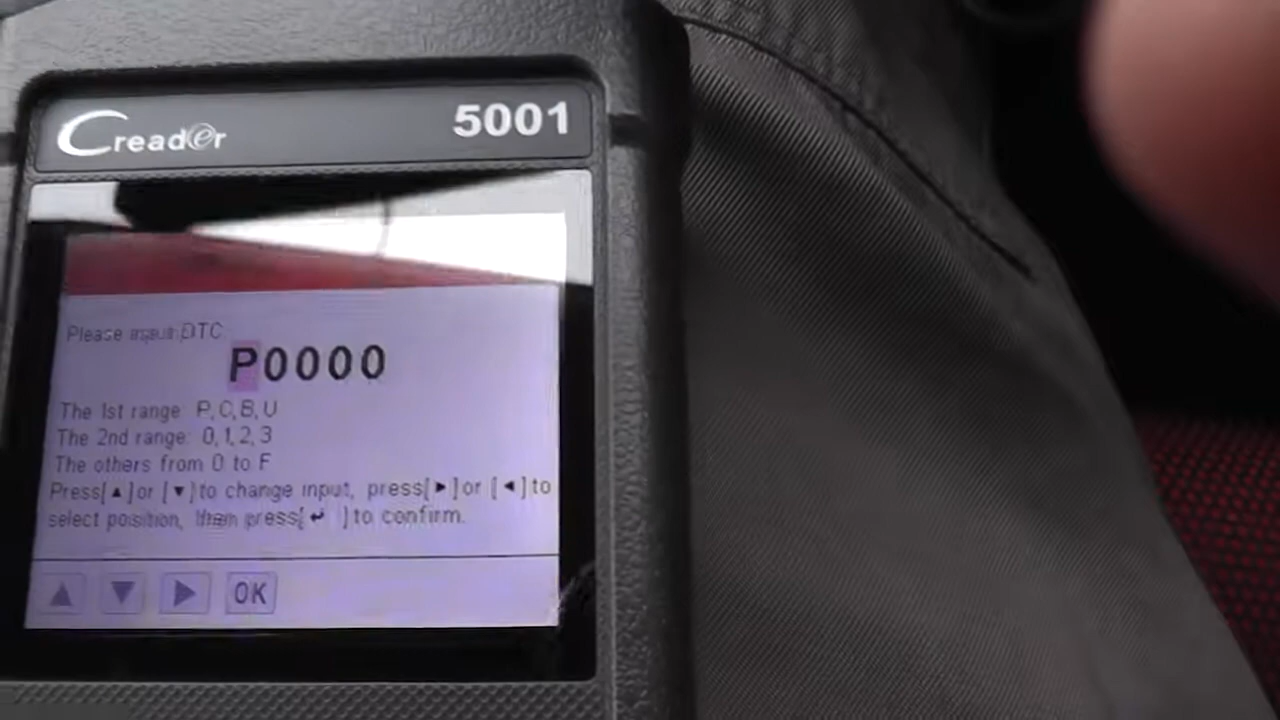 Creader
5001
Please input DTC
P0000
The 1st range: P, C, B, U
The 2nd range: 0, 1, 2, 3
The others from 0 to F
Press[▲]or [▼]to change input, press[►]or [◄]to
select position, then press[↵ ]to confirm.
OK